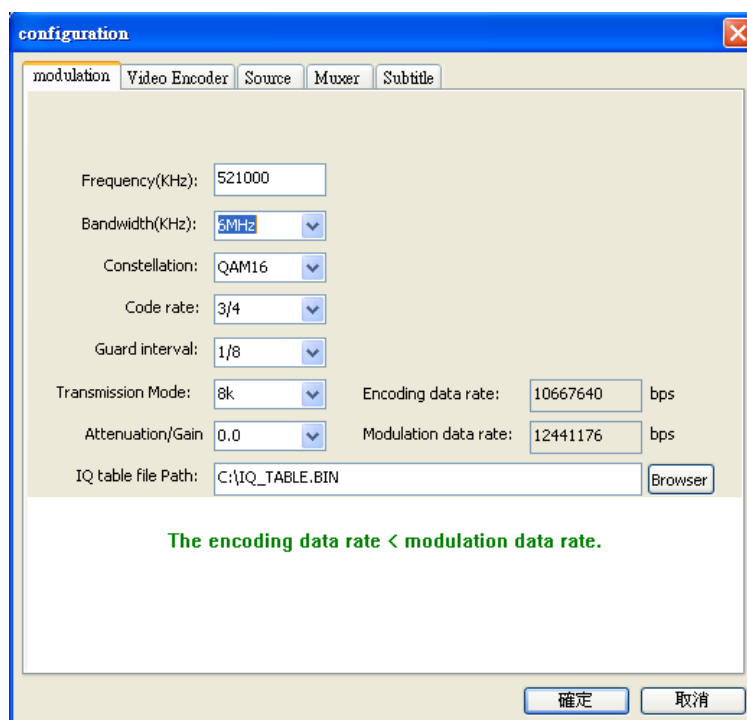 configuration
modulation Video Encoder Source Muxer Subtitle
Frequency(KHz): 521000
Bandwidth(KHz): 6MHz
Constellation: QAM16
Code rate: 3/4
Guard interval: 1/8
Transmission Mode: 8k Encoding data rate: 10667640 bps
Attenuation/Gain 0.0 Modulation data rate: 12441176 bps
IQ table file Path: C:\IQ_TABLE.BIN Browser
The encoding data rate < modulation data rate.
確定 取消